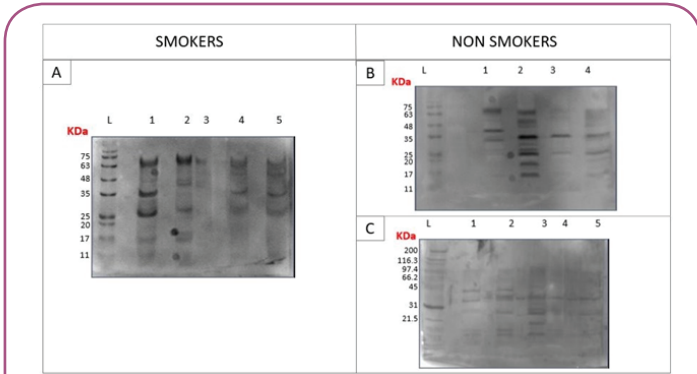 SMOKERS
NON SMOKERS
A
L 1 2 3 4 5
KDa
75
63
48
35
25
20
17
11
B
L 1 2 3 4
KDa
75
63
48
35
25
20
17
11
C
L 1 2 3 4 5
KDa
200
116.3
97.4
66.2
45
31
21.5